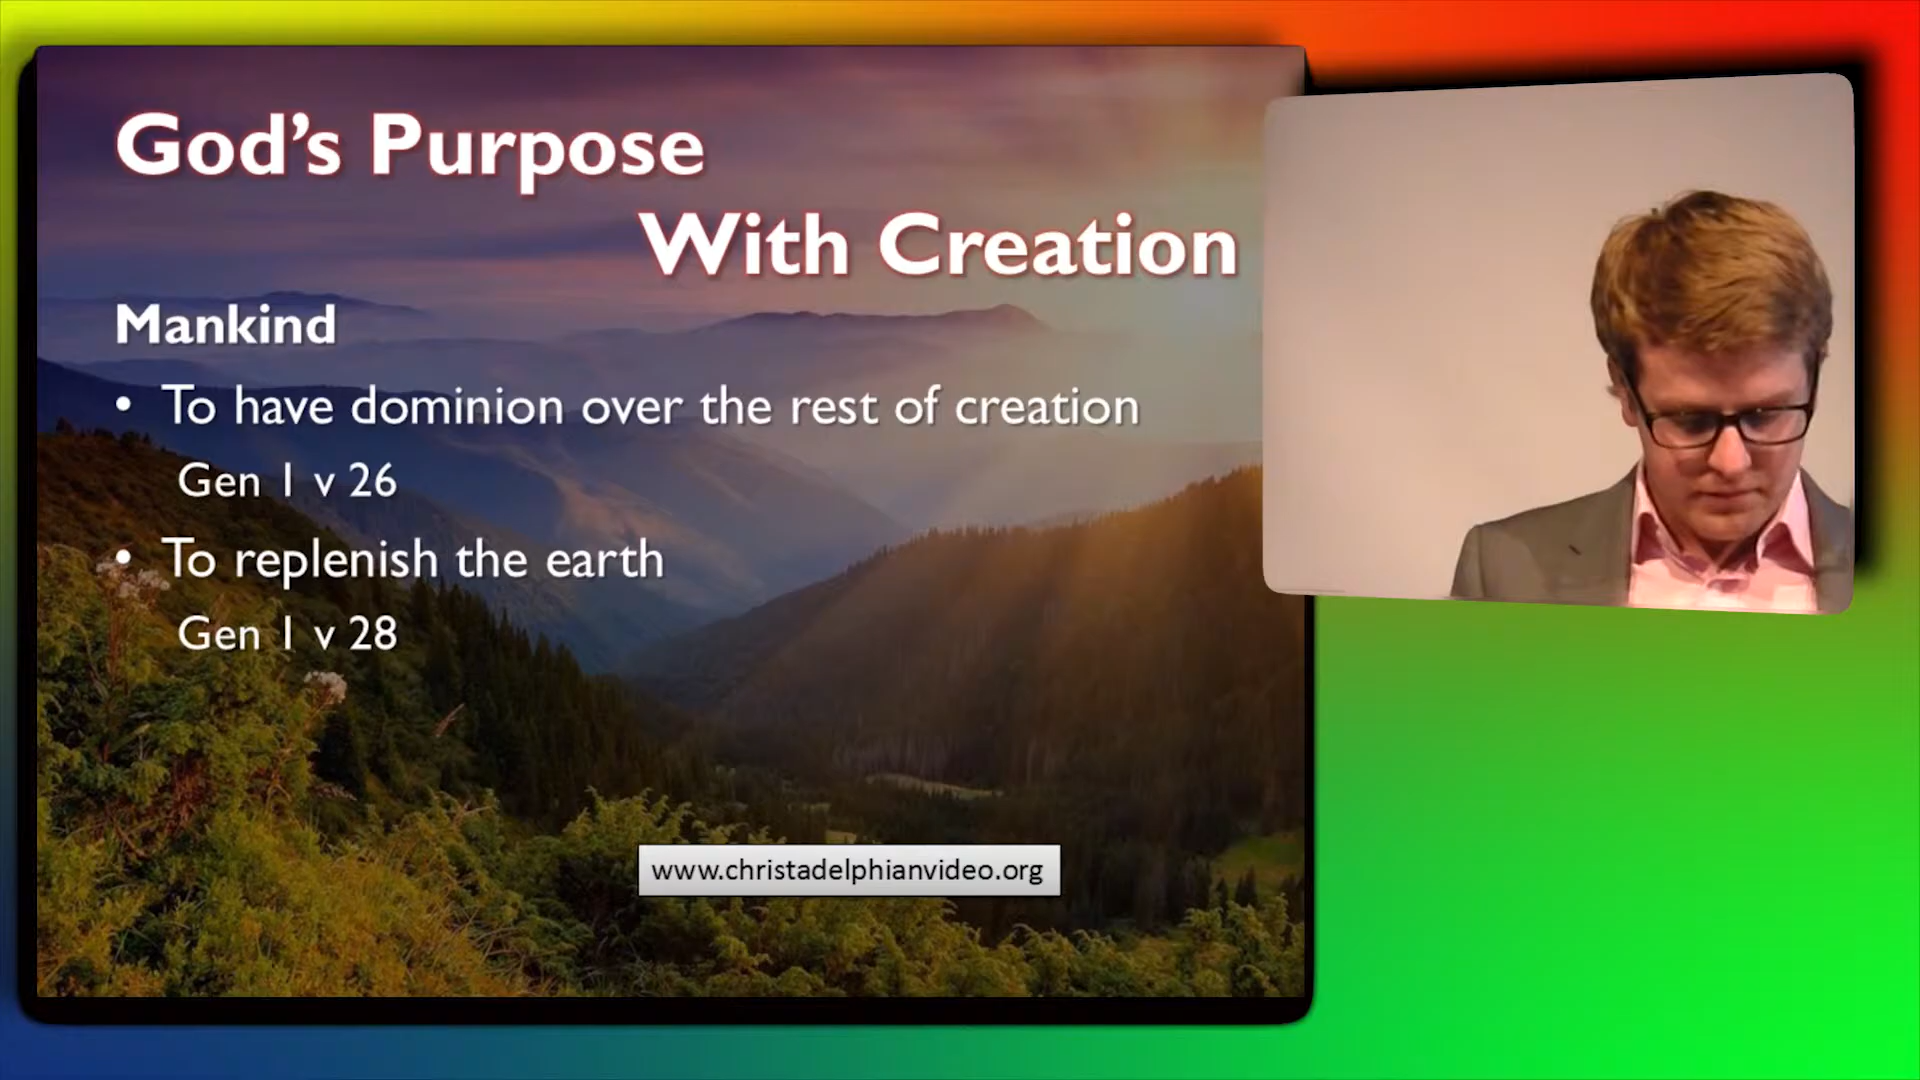 God’s Purpose
With Creation
Mankind
• To have dominion over the rest of creation
Gen 1 v 26
• To replenish the earth
Gen 1 v 28
www.christadelphianvideo.org